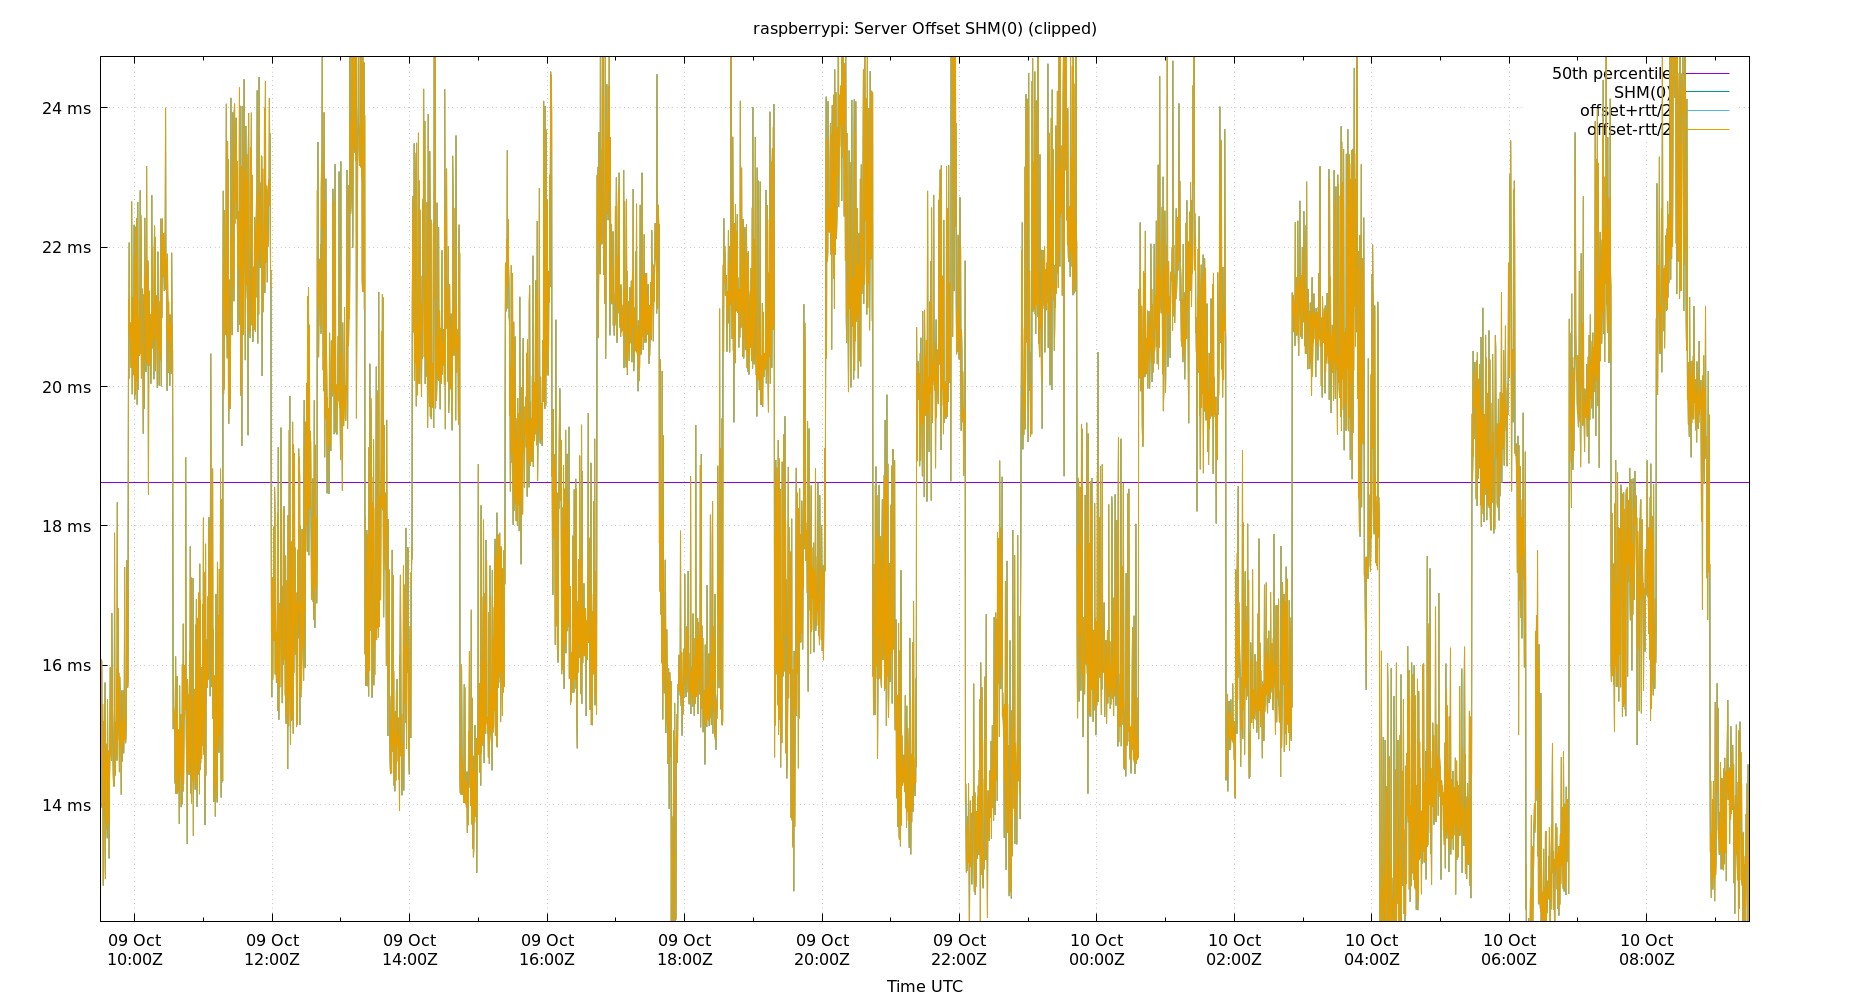 raspberrypi: Server Offset SHM(0) (clipped)
50th percentile
SHM(0)
offset+rtt/2
offset-rtt/2
24 ms
22 ms
20 ms
18 ms
16 ms
14 ms
09 Oct 09 Oct 09 Oct 09 Oct 09 Oct 09 Oct 09 Oct 10 Oct 10 Oct 10 Oct 10 Oct 10 Oct
10:00Z 12:00Z 14:00Z 16:00Z 18:00Z 20:00Z 22:00Z 00:00Z 02:00Z 04:00Z 06:00Z 08:00Z
Time UTC